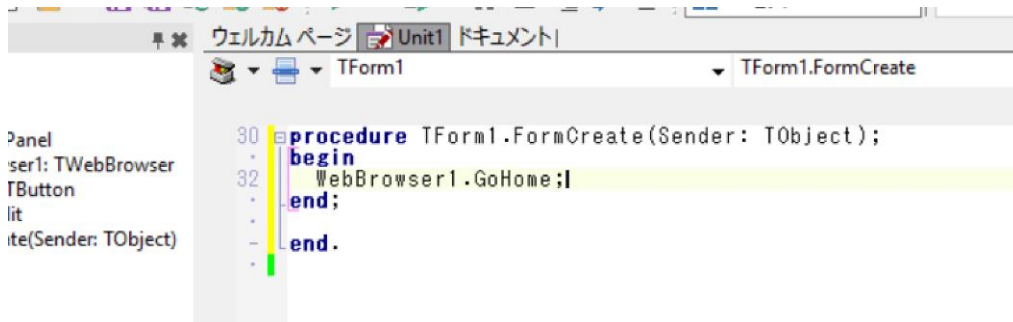 ウェルカム ページ Unit1 ドキュメント
TForm1 TForm1.FormCreate
Panel
ser1: TWebBrowser
TButton
lit
te(Sender: TObject)
30 procedure TForm1.FormCreate(Sender: TObject);
begin
32 WebBrowser1.GoHome;
end;
end.